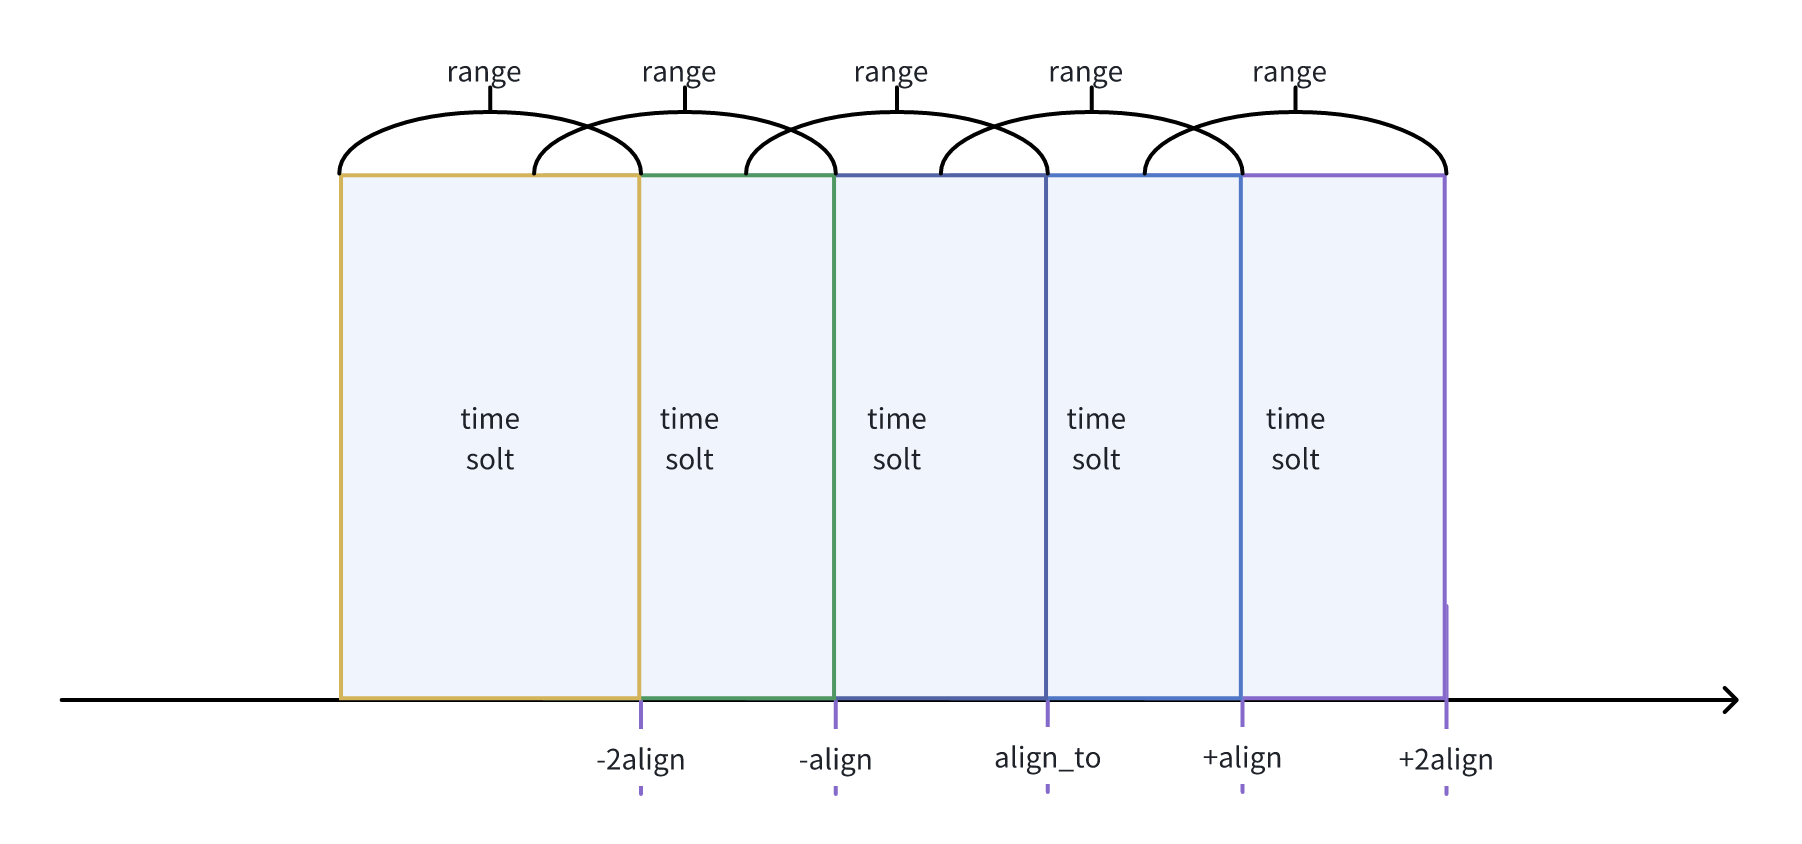 range
range
range
range
range
time
solt
time
solt
time
solt
time
solt
time
solt
-2align
-align
align_to
+align
+2align